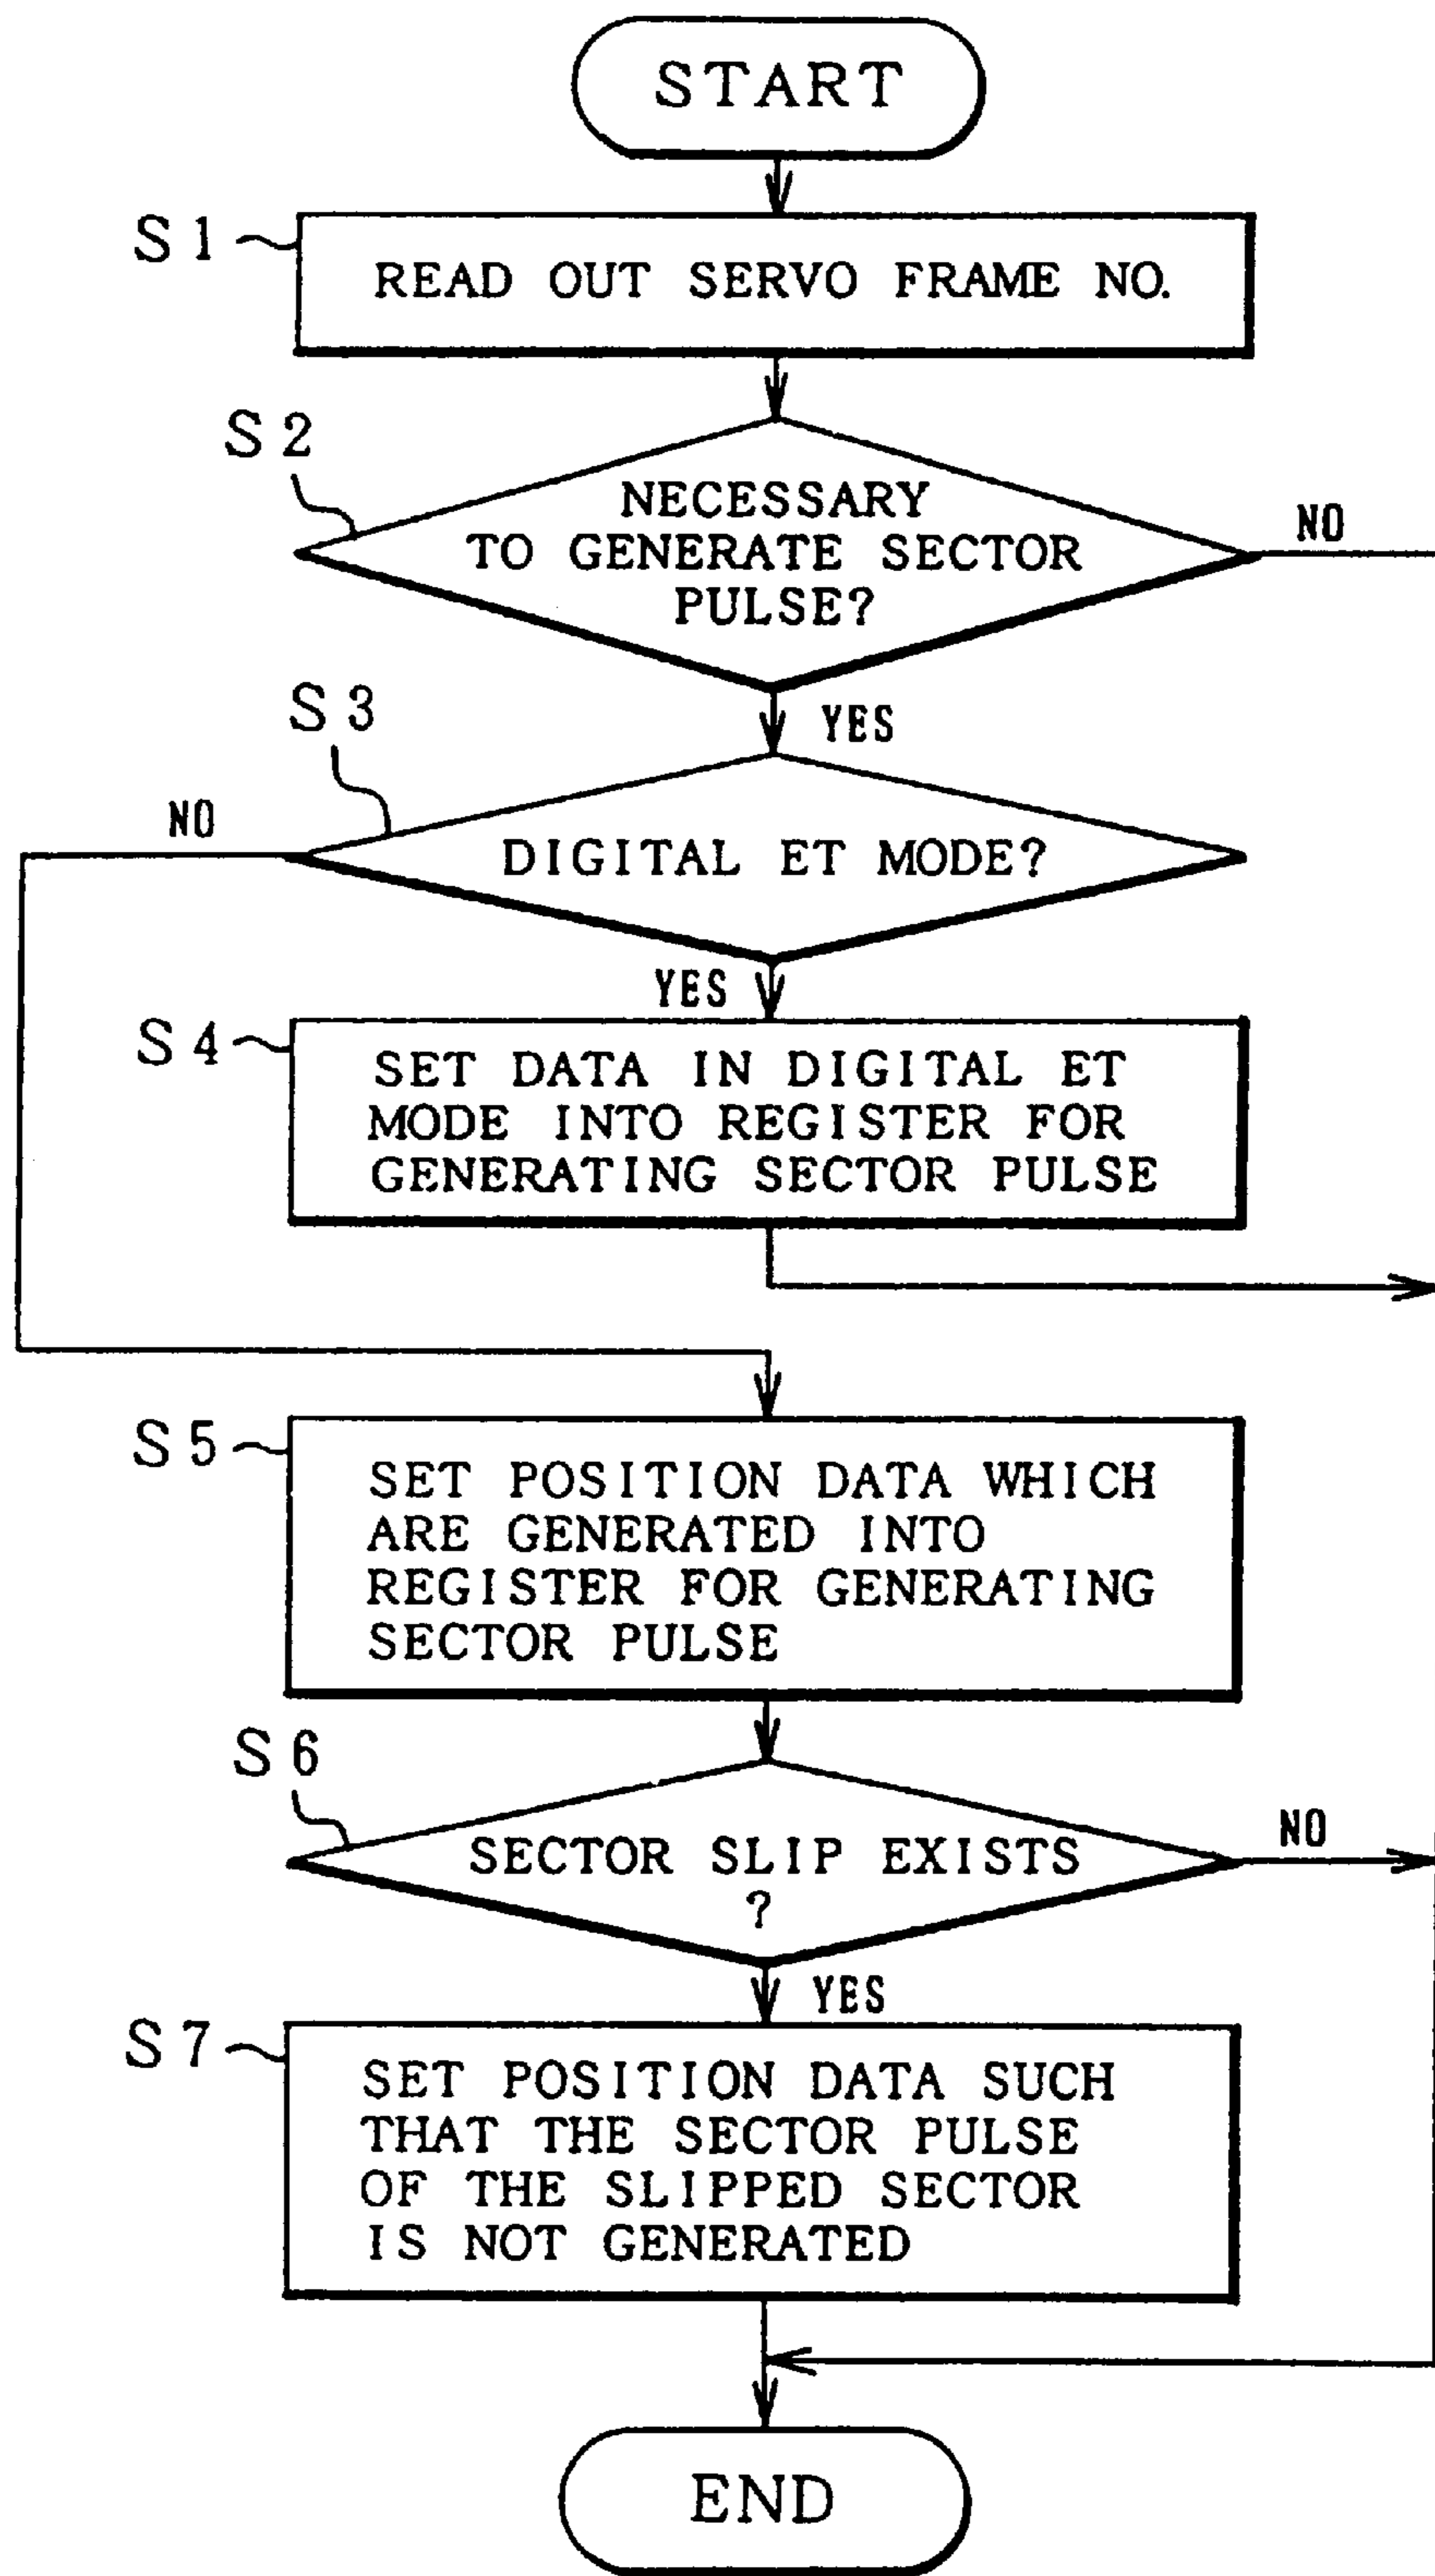 START
S1
READ OUT SERVO FRAME NO.
S2
NECESSARY
TO GENERATE SECTOR
PULSE?
NO
YES
S3
NO
DIGITAL ET MODE?
YES
S4
SET DATA IN DIGITAL ET
MODE INTO REGISTER FOR
GENERATING SECTOR PULSE
S5
SET POSITION DATA WHICH
ARE GENERATED INTO
REGISTER FOR GENERATING
SECTOR PULSE
S6
SECTOR SLIP EXISTS
?
NO
YES
S7
SET POSITION DATA SUCH
THAT THE SECTOR PULSE
OF THE SLIPPED SECTOR
IS NOT GENERATED
END